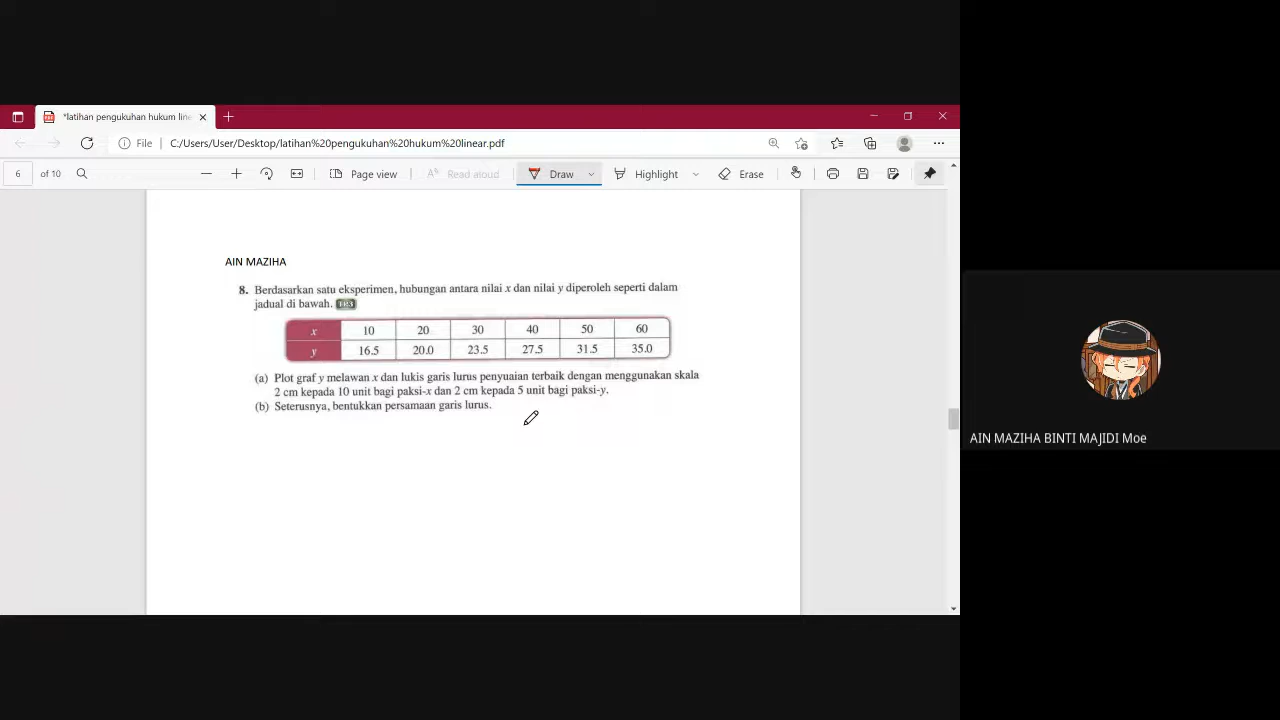 *latihan pengukuhan hukum line
File C:/Users/User/Desktop/latihan%20pengukuhan%20hukum%20linear.pdf
6 of 10 Page view Read aloud Draw Highlight Erase
AIN MAZIHA
8. Berdasarkan satu eksperimen, hubungan antara nilai x dan nilai y diperoleh seperti dalam
jadual di bawah.
x 10 20 30 40 50 60
y 16.5 20.0 23.5 27.5 31.5 35.0
(a) Plot graf y melawan x dan lukis garis lurus penyuaian terbaik dengan menggunakan skala
2 cm kepada 10 unit bagi paksi-x dan 2 cm kepada 5 unit bagi paksi-y.
(b) Seterusnya, bentukkan persamaan garis lurus.
AIN MAZIHA BINTI MAJIDI Moe